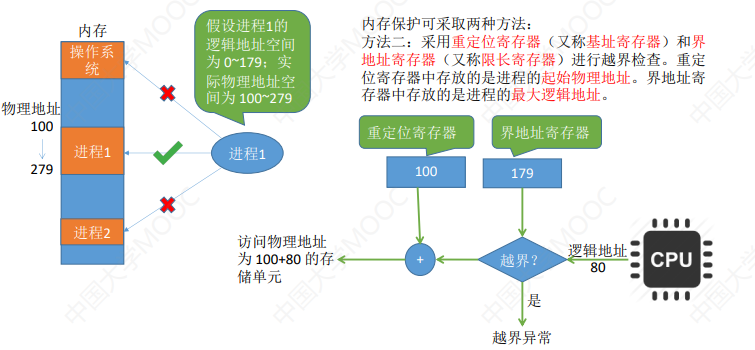 内存
操作系
统
物理地址
100
279
进程1
进程2
假设进程1的
逻辑地址空间
为 0~179；实
际物理地址空
间为 100~279
进程1
内存保护可采取两种方法：
方法二：采用重定位寄存器（又称基址寄存器）和界
地址寄存器（又称限长寄存器）进行越界检查。重定
位寄存器中存放的是进程的起始物理地址。界地址寄
存器中存放的是进程的最大逻辑地址。
重定位寄存器
界地址寄存器
100
179
访问物理地址
为 100+80 的存
储单元
+
越界？
逻辑地址
80
CPU
是
越界异常
中国大学MOOC